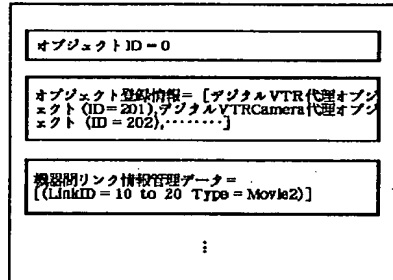 オブジェクトID=0
オブジェクト登録情報= [デジタルVTR代理オブジ
ェクト (ID=201),デジタルVTRCamera代理オブジ
ェクト (ID=202),‥‥‥‥]
機器間リンク情報管理データ=
[(LinkID=10 to 20 Type=Movie2)]
⋮